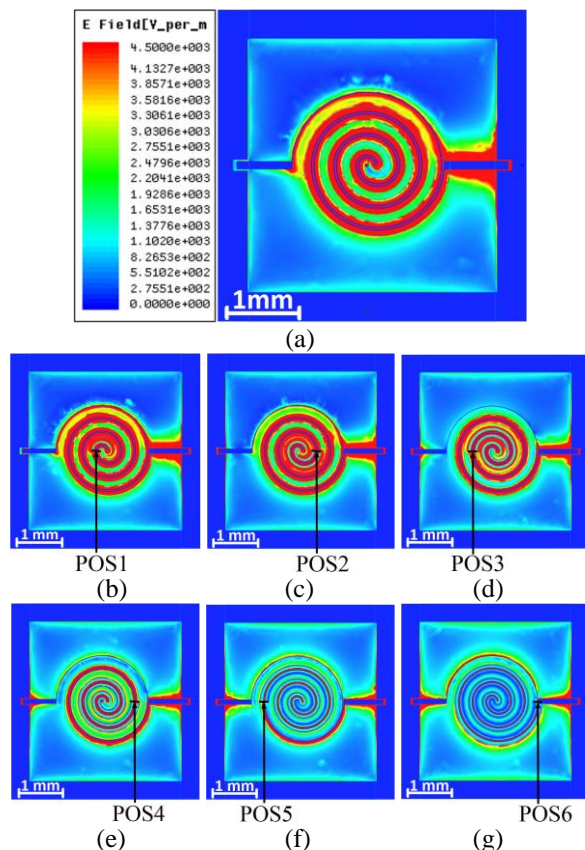 E Field[V_per_m
4.5000e+003
4.1327e+003
3.8571e+003
3.5816e+003
3.3061e+003
3.0306e+003
2.7551e+003
2.4796e+003
2.2041e+003
1.9286e+003
1.6531e+003
1.3776e+003
1.1020e+003
8.2653e+002
5.5102e+002
2.7551e+002
0.0000e+000
1mm
(a)
1 mm
1 mm
1 mm
POS1
POS2
POS3
(b)
(c)
(d)
1 mm
1 mm
1 mm
POS4
POS5
POS6
(e)
(f)
(g)